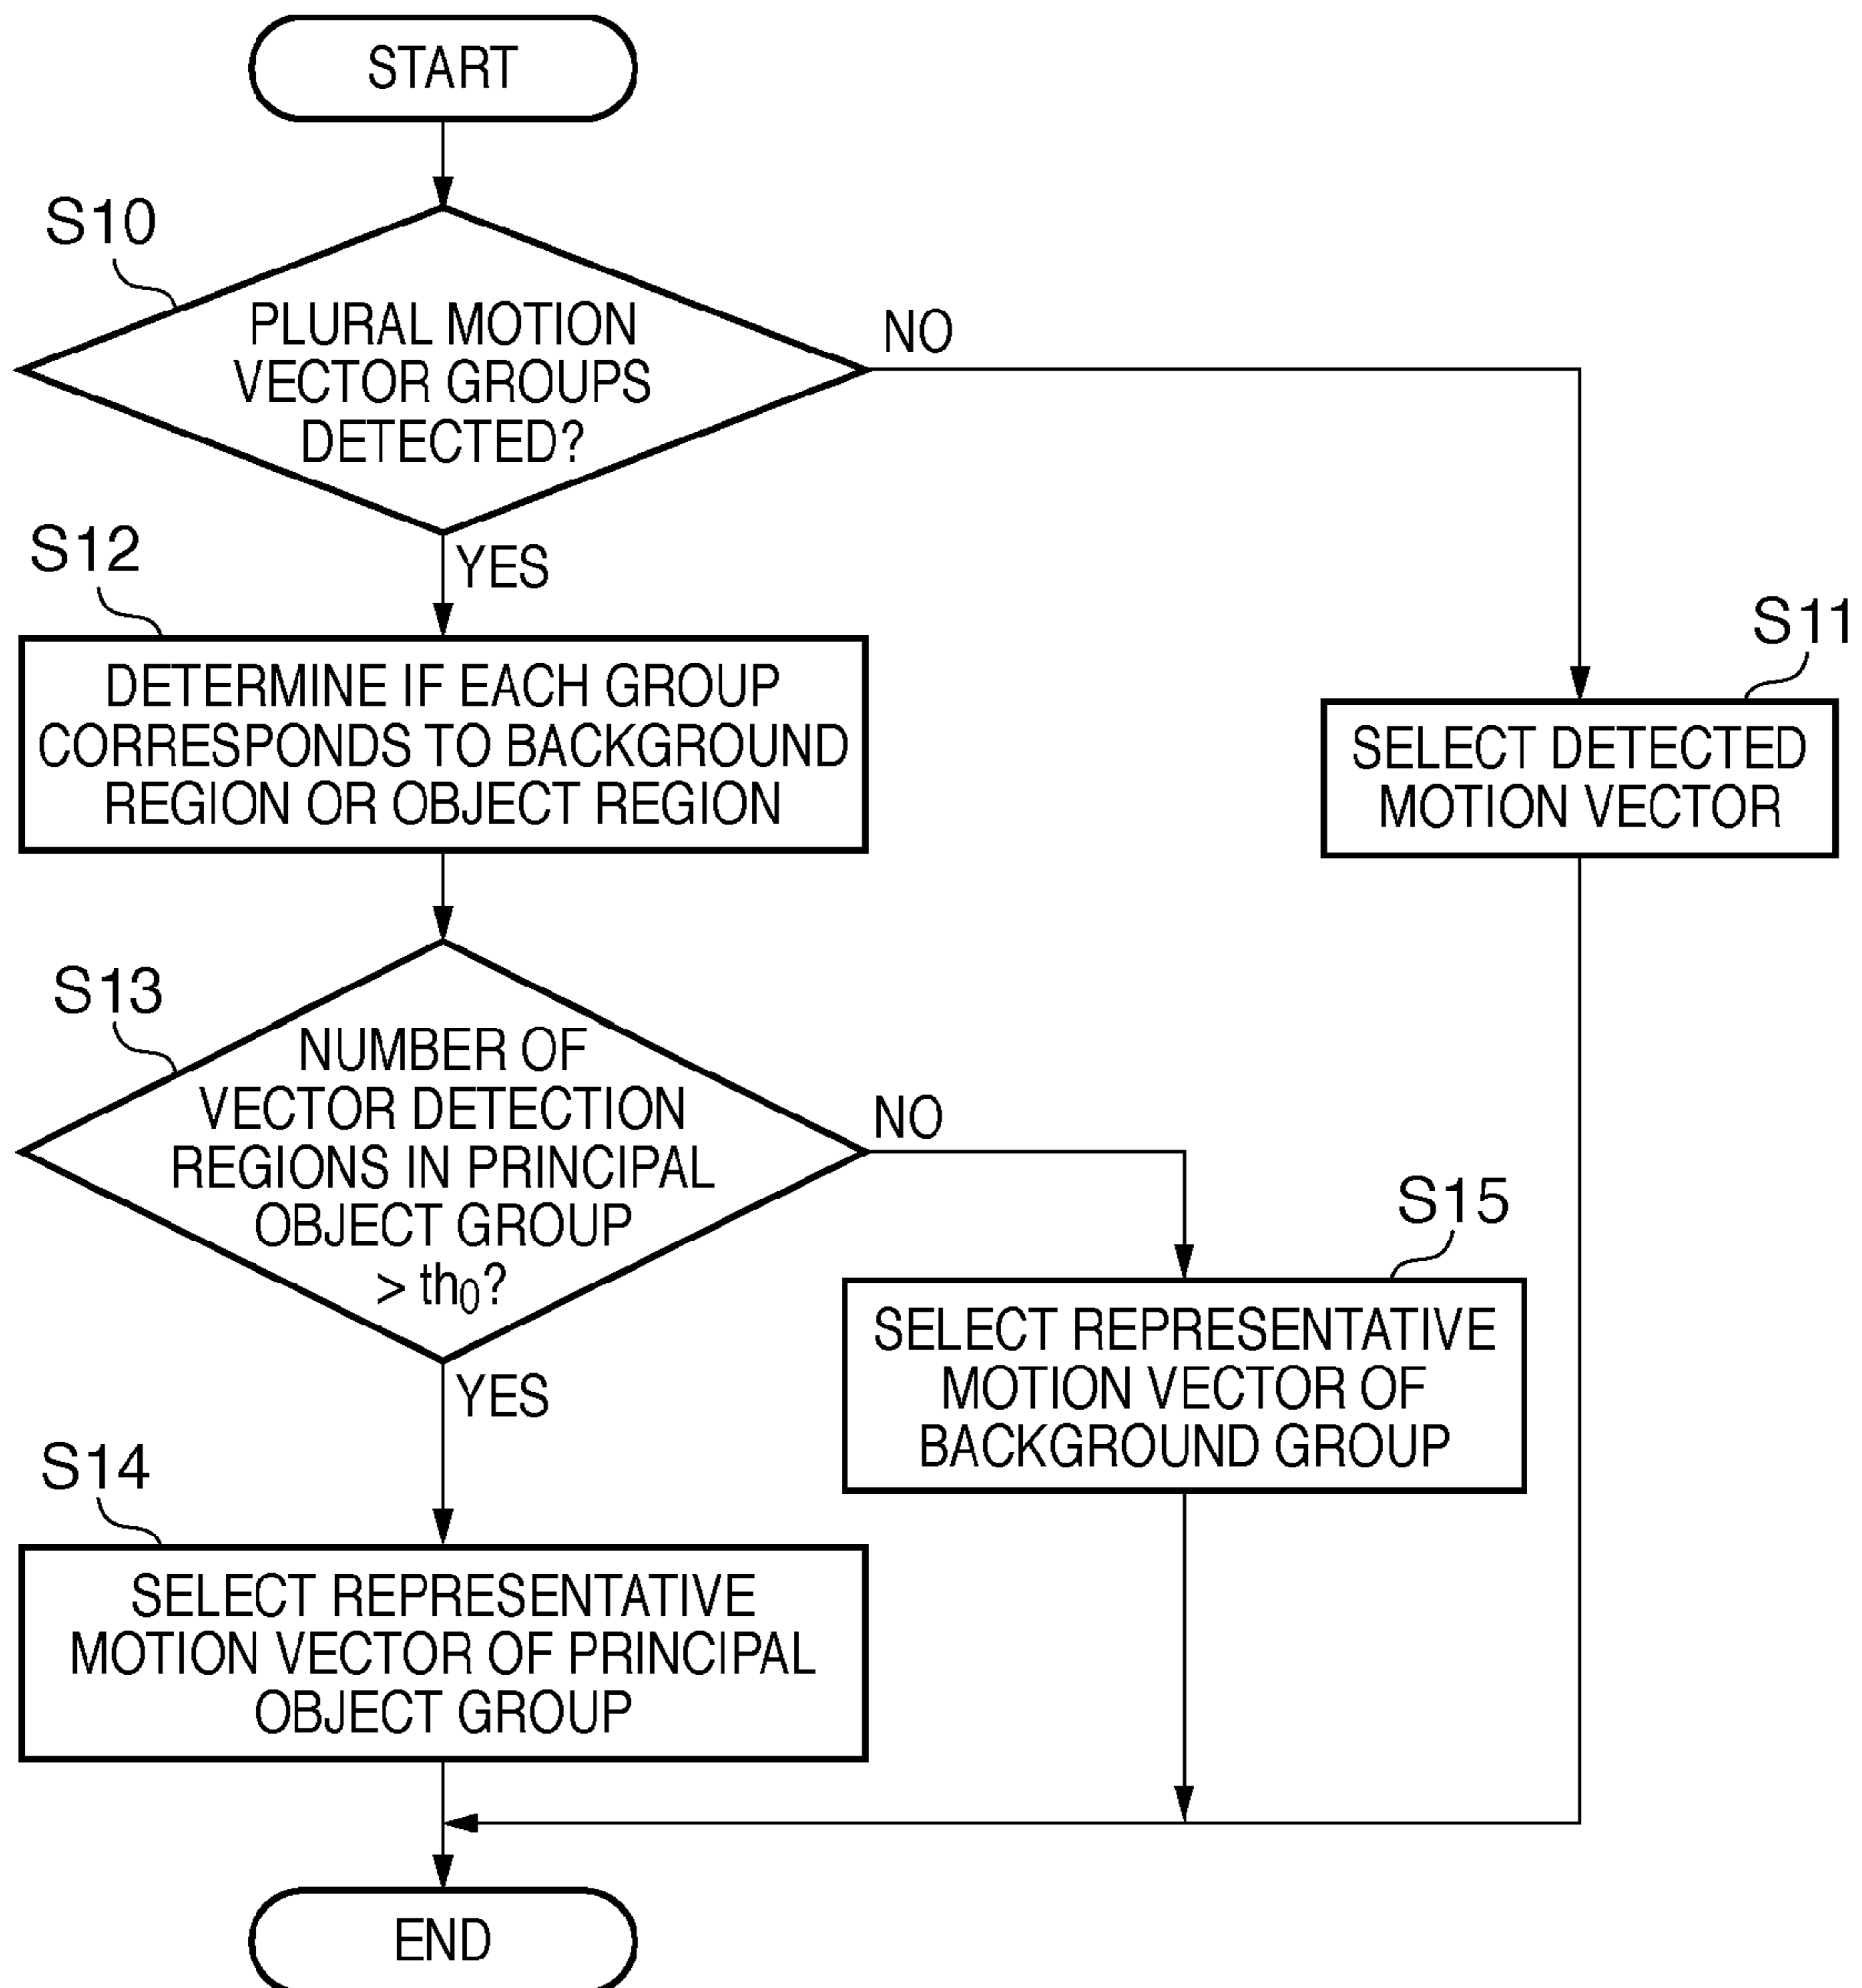 START
S10
PLURAL MOTION
VECTOR GROUPS
DETECTED?
NO
YES
S12
DETERMINE IF EACH GROUP
CORRESPONDS TO BACKGROUND
REGION OR OBJECT REGION
S11
SELECT DETECTED
MOTION VECTOR
S13
NUMBER OF
VECTOR DETECTION
REGIONS IN PRINCIPAL
OBJECT GROUP
> th0?
NO
YES
S15
SELECT REPRESENTATIVE
MOTION VECTOR OF
BACKGROUND GROUP
S14
SELECT REPRESENTATIVE
MOTION VECTOR OF PRINCIPAL
OBJECT GROUP
END